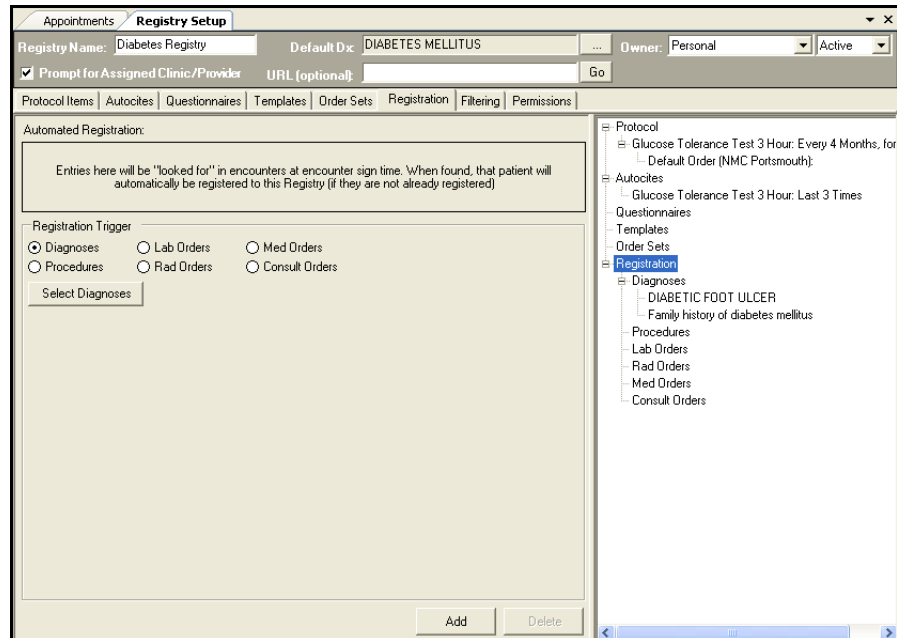 Appointments Registry Setup
Registry Name: Diabetes Registry Default Dx: DIABETES MELLITUS ... Owner: Personal Active
Prompt for Assigned Clinic/Provider URL (optional): Go
Protocol Items Autocites Questionnaires Templates Order Sets Registration Filtering Permissions
Automated Registration:
Entries here will be "looked for" in encounters at encounter sign time. When found, that patient will
automatically be registered to this Registry (if they are not already registered)
Registration Trigger
Diagnoses Lab Orders Med Orders
Procedures Rad Orders Consult Orders
Select Diagnoses
Add Delete
Protocol
Glucose Tolerance Test 3 Hour: Every 4 Months, for
Default Order (NMC Portsmouth):
Autocites
Glucose Tolerance Test 3 Hour: Last 3 Times
Questionnaires
Templates
Order Sets
Registration
Diagnoses
DIABETIC FOOT ULCER
Family history of diabetes mellitus
Procedures
Lab Orders
Rad Orders
Med Orders
Consult Orders